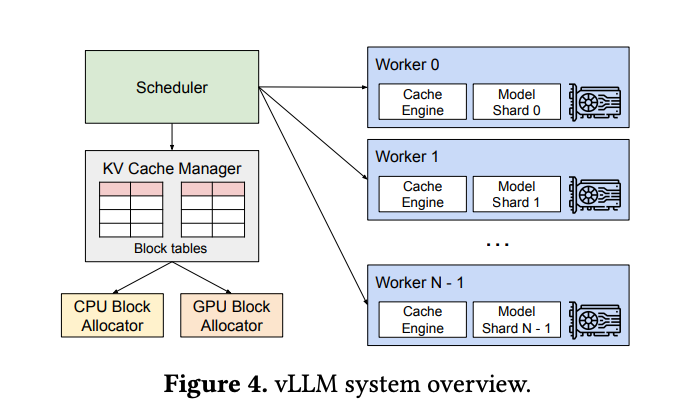 Scheduler
KV Cache Manager
Block tables
CPU Block
Allocator
GPU Block
Allocator
Worker 0
Cache
Engine
Model
Shard 0
Worker 1
Cache
Engine
Model
Shard 1
...
Worker N - 1
Cache
Engine
Model
Shard N - 1
Figure 4. vLLM system overview.